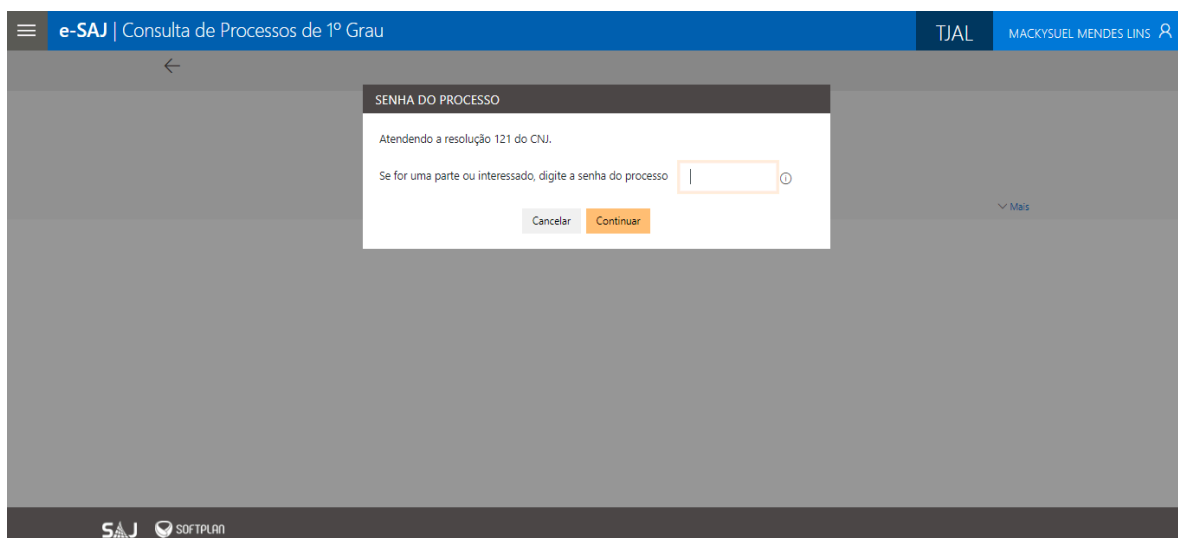 e-SAJ | Consulta de Processos de 1º Grau
TJAL
MACKYSUEL MENDES LINS
SENHA DO PROCESSO
Atendendo a resolução 121 do CNJ.
Se for uma parte ou interessado, digite a senha do processo
Mais
Cancelar
Continuar
SAJ
SOFTPLAN